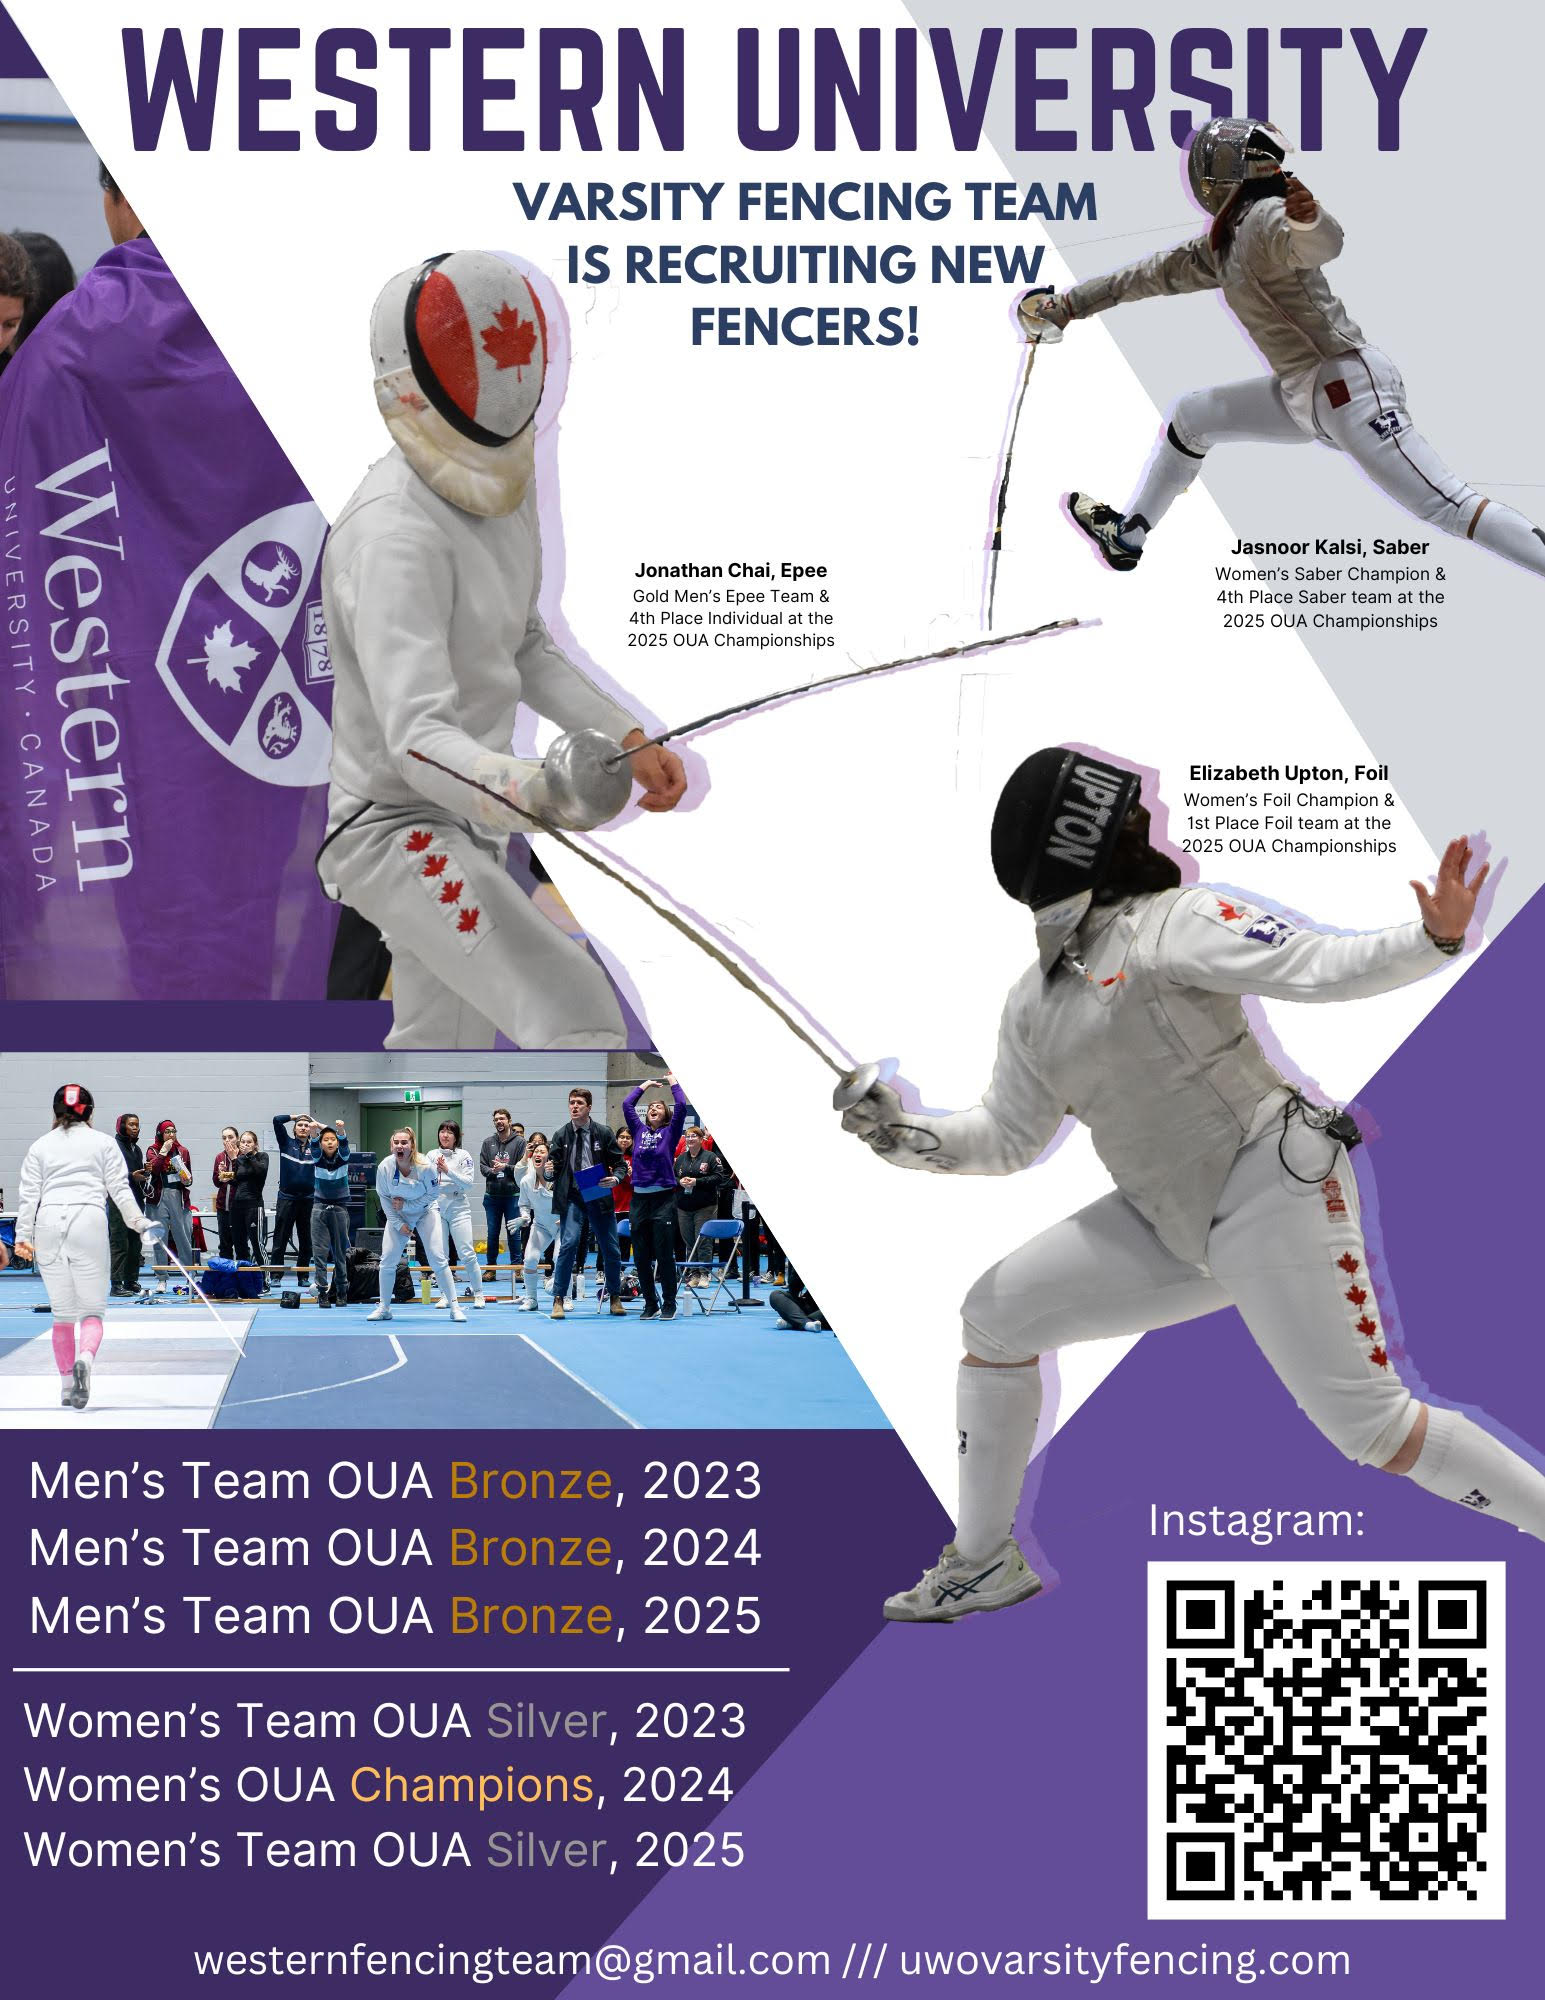 WESTERN UNIVERSITY
VARSITY FENCING TEAM
IS RECRUITING NEW
FENCERS!
Western
UNIVERSITY · CANADA
1878
Jonathan Chai, Epee
Gold Men's Epee Team &
4th Place Individual at the
2025 OUA Championships
Jasnoor Kalsi, Saber
Women's Saber Champion &
4th Place Saber team at the
2025 OUA Championships
Elizabeth Upton, Foil
Women's Foil Champion &
1st Place Foil team at the
2025 OUA Championships
UPTON
Men's Team OUA Bronze, 2023
Men's Team OUA Bronze, 2024
Men's Team OUA Bronze, 2025
Women's Team OUA Silver, 2023
Women's OUA Champions, 2024
Women's Team OUA Silver, 2025
Instagram:
westernfencingteam@gmail.com /// uwovarsityfencing.com